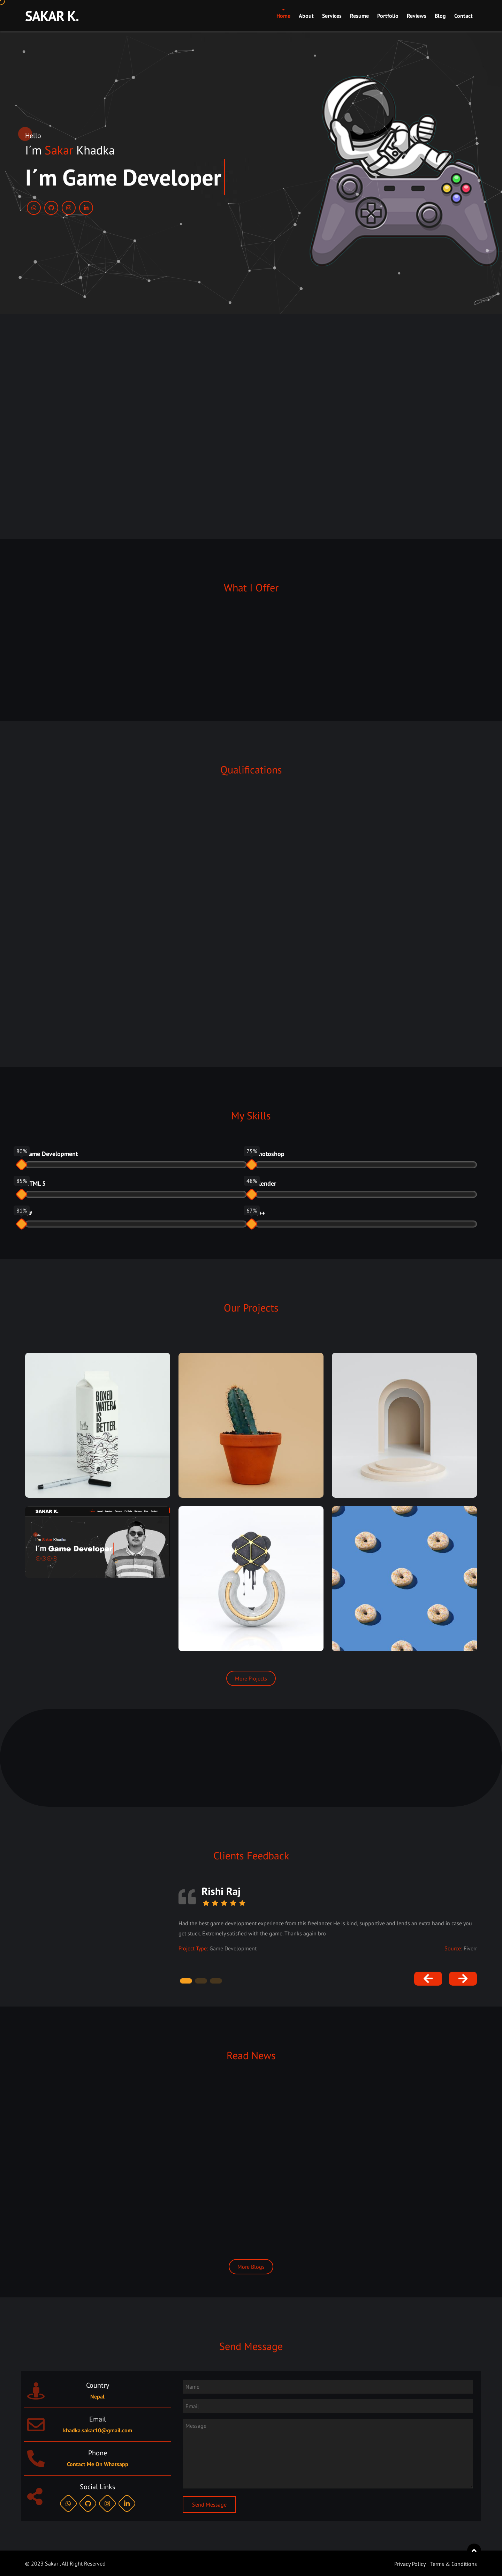 SAKAR K.
Home About Services Resume Portfolio Reviews Blog Contact
Hello
I´m Sakar Khadka
I´m Game Developer
What I Offer
Qualifications
My Skills
80% ame Development
75% hotoshop
85% TML 5
48% lender
81% #
67% ++
Our Projects
BOXED
WATER
IS
BETTER.
SAKAR K.
I'm Sakar Khadka
I´m Game Developer
More Projects
Clients Feedback
Rishi Raj
Had the best game development experience from this freelancer. He is kind, suppotive and lends an extra hand in case you
get stuck. Extremely satisfied with the game. Thanks again bro
Project Type: Game Development
Source: Fiverr
Read News
More Blogs
Send Message
Country
Nepal
Email
khadka.sakar10@gmail.com
Phone
Contact Me On Whatsapp
Social Links
Name
Email
Message
Send Message
© 2023 Sakar , All Right Reserved
Privacy Policy | Terms & Conditions